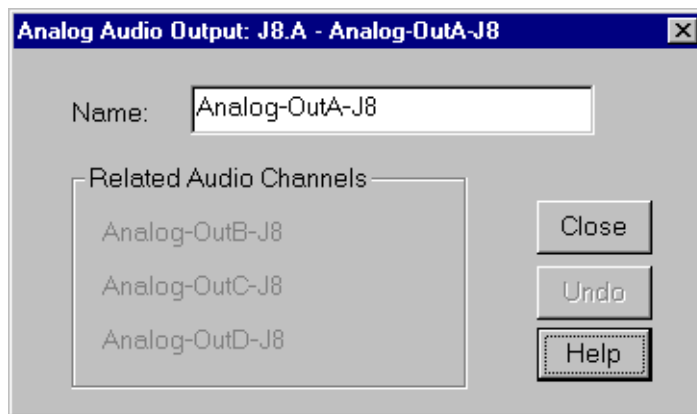 Analog Audio Output: J8.A - Analog-OutA-J8
Name: Analog-OutA-J8
Related Audio Channels
Analog-OutB-J8
Analog-OutC-J8
Analog-OutD-J8
Close
Undo
Help